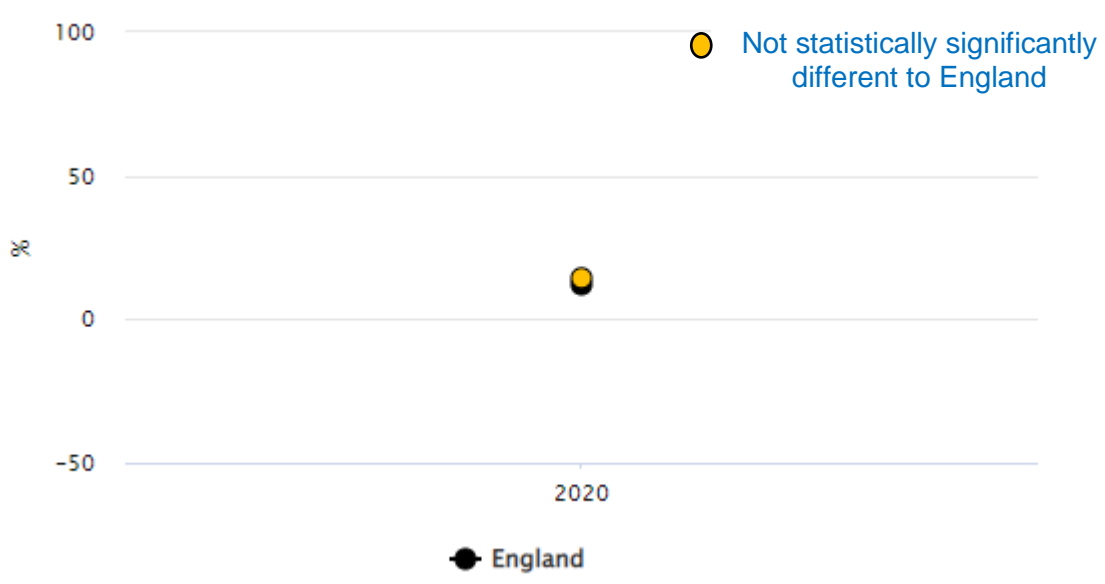 100
Not statistically significantly
different to England
50
%
0
-50
2020
England